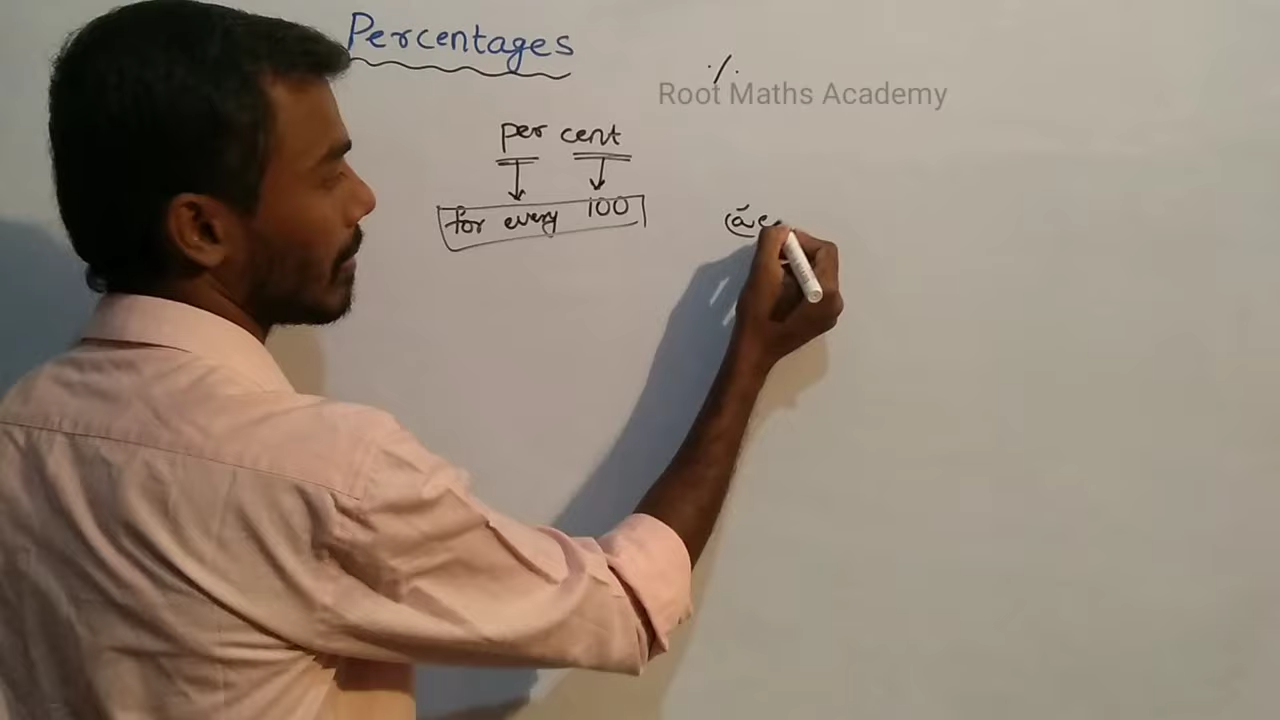 Percentages
%
Root Maths Academy
per cent
for every 100